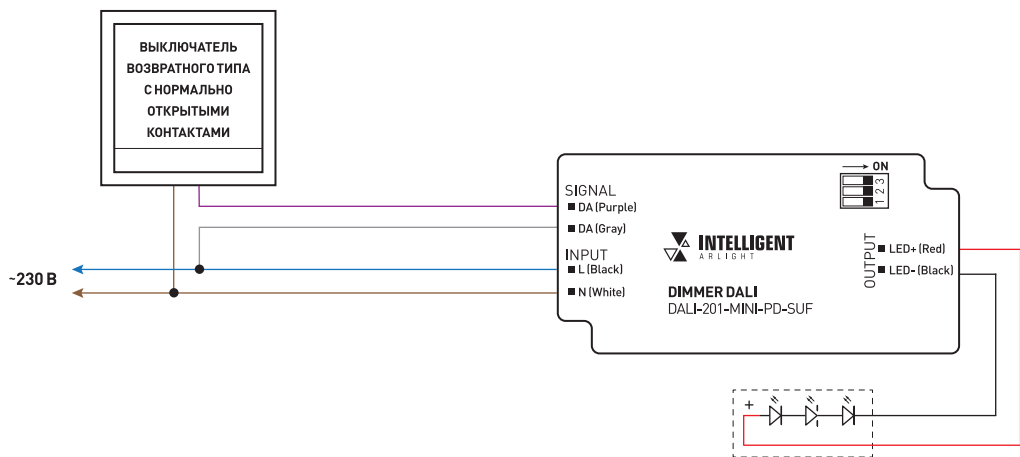 ВЫКЛЮЧАТЕЛЬ
ВОЗВРАТНОГО ТИПА
С НОРМАЛЬНО
ОТКРЫТЫМИ
КОНТАКТАМИ
~230 В
SIGNAL
DA (Purple)
DA (Gray)
INPUT
L (Black)
N (White)
INTELLIGENT
ARLIGHT
DIMMER DALI
DALI-201-MINI-PD-SUF
ON
1 2 3
OUTPUT
LED+ (Red)
LED- (Black)
+